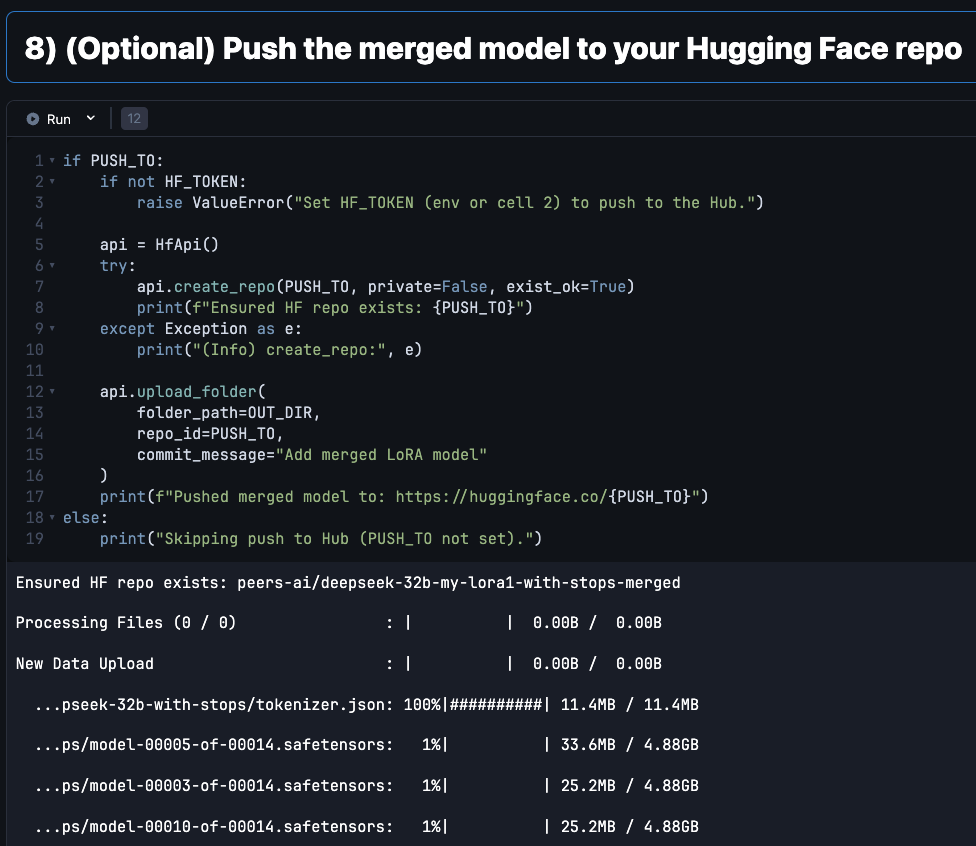 8) (Optional) Push the merged model to your Hugging Face repo
Run 12
1 if PUSH_TO:
2     if not HF_TOKEN:
3         raise ValueError("Set HF_TOKEN (env or cell 2) to push to the Hub.")
4
5     api = HfApi()
6     try:
7         api.create_repo(PUSH_TO, private=False, exist_ok=True)
8         print(f"Ensured HF repo exists: {PUSH_TO}")
9     except Exception as e:
10         print("(Info) create_repo:", e)
11
12     api.upload_folder(
13         folder_path=OUT_DIR,
14         repo_id=PUSH_TO,
15         commit_message="Add merged LoRA model"
16     )
17     print(f"Pushed merged model to: https://huggingface.co/{PUSH_TO}")
18 else:
19     print("Skipping push to Hub (PUSH_TO not set).")
Ensured HF repo exists: peers-ai/deepseek-32b-my-lora1-with-stops-merged
Processing Files (0 / 0)                : |          |  0.00B /  0.00B
New Data Upload                         : |          |  0.00B /  0.00B
  ...pseek-32b-with-stops/tokenizer.json: 100%|##########| 11.4MB / 11.4MB
  ...ps/model-00005-of-00014.safetensors:   1%|          | 33.6MB / 4.88GB
  ...ps/model-00003-of-00014.safetensors:   1%|          | 25.2MB / 4.88GB
  ...ps/model-00010-of-00014.safetensors:   1%|          | 25.2MB / 4.88GB